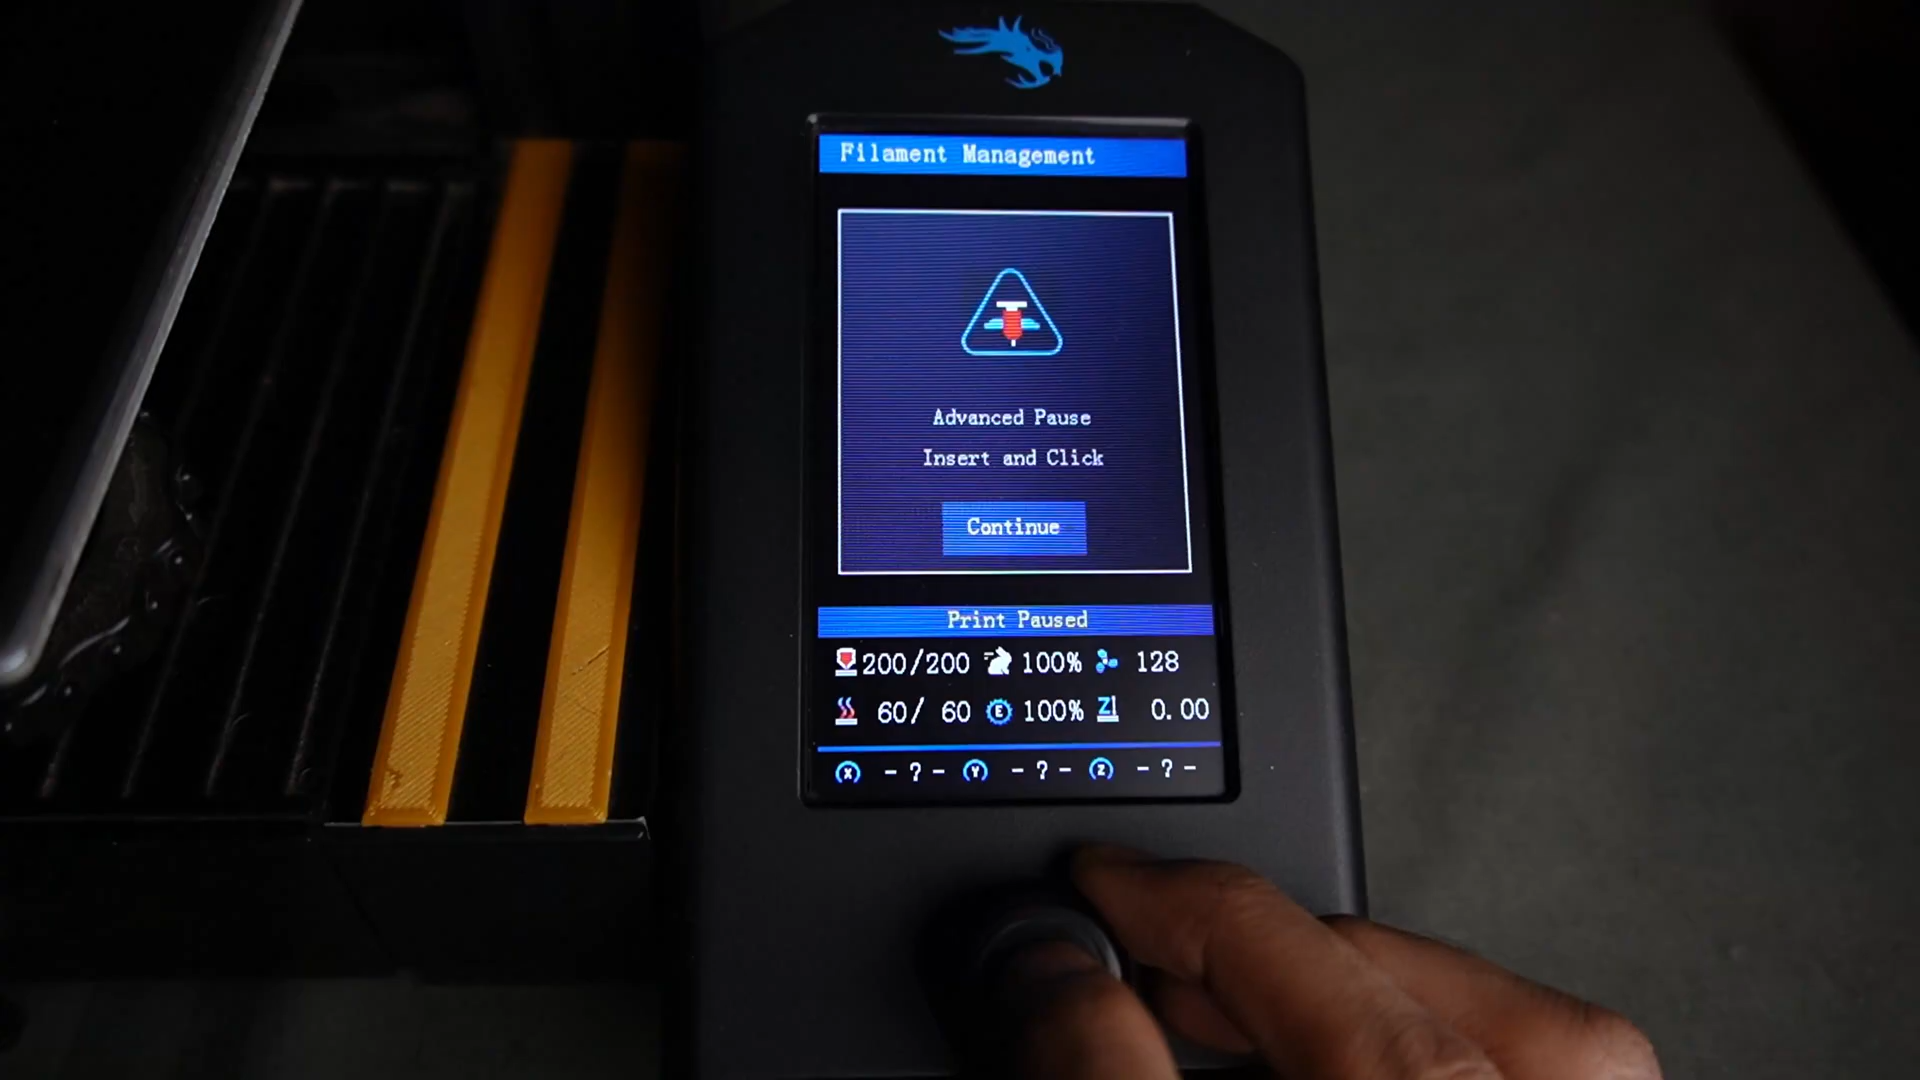 Filament Management
Advanced Pause
Insert and Click
Continue
Print Paused
200/200 100% 128
60/ 60 E 100% Z 0.00
X -?- Y -?- Z -?-